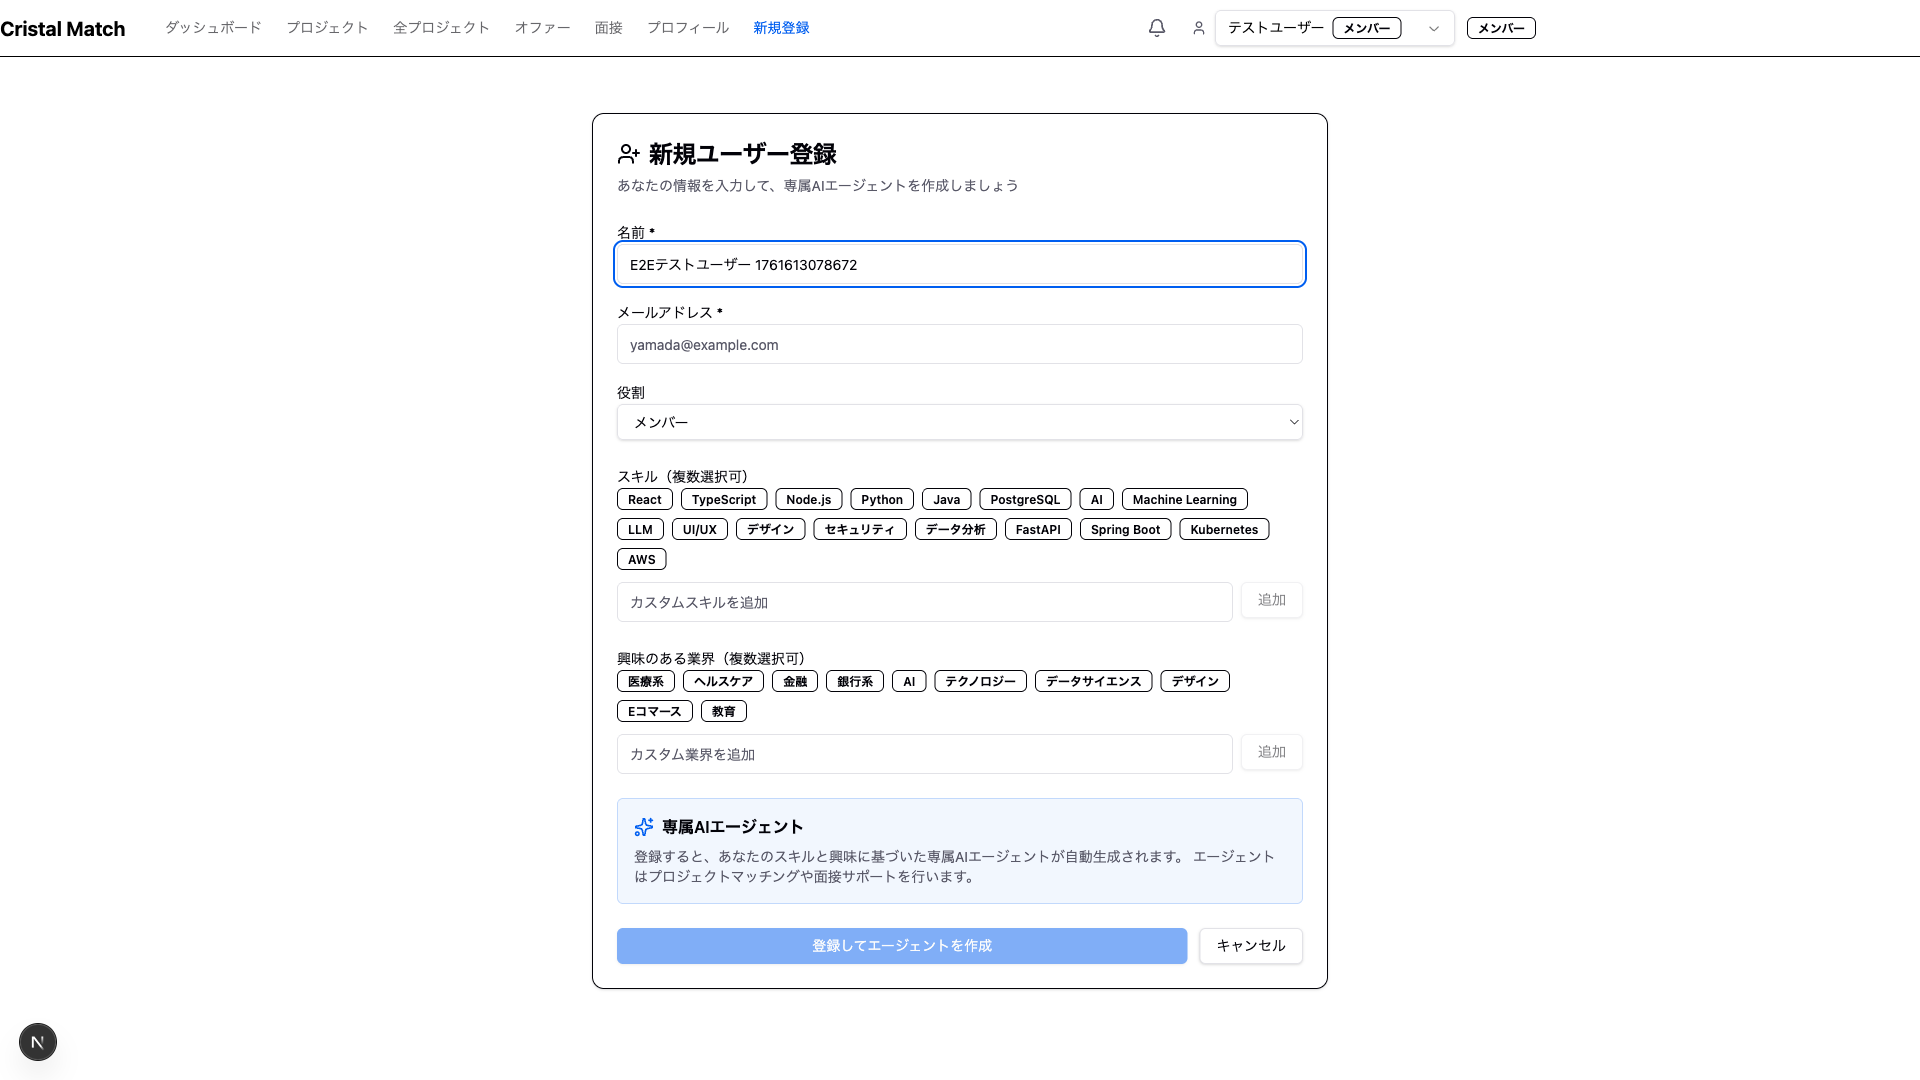 Cristal Match ダッシュボード プロジェクト 全プロジェクト オファー 面接 プロフィール 新規登録 テストユーザー メンバー メンバー
新規ユーザー登録
あなたの情報を入力して、専属AIエージェントを作成しましょう
名前 *
E2Eテストユーザー 1761613078672
メールアドレス *
yamada@example.com
役割
メンバー
スキル（複数選択可）
React TypeScript Node.js Python Java PostgreSQL AI Machine Learning
LLM UI/UX デザイン セキュリティ データ分析 FastAPI Spring Boot Kubernetes
AWS
カスタムスキルを追加 追加
興味のある業界（複数選択可）
医療系 ヘルスケア 金融 銀行系 AI テクノロジー データサイエンス デザイン
Eコマース 教育
カスタム業界を追加 追加
専属AIエージェント
登録すると、あなたのスキルと興味に基づいた専属AIエージェントが自動生成されます。 エージェント
はプロジェクトマッチングや面接サポートを行います。
登録してエージェントを作成 キャンセル
N